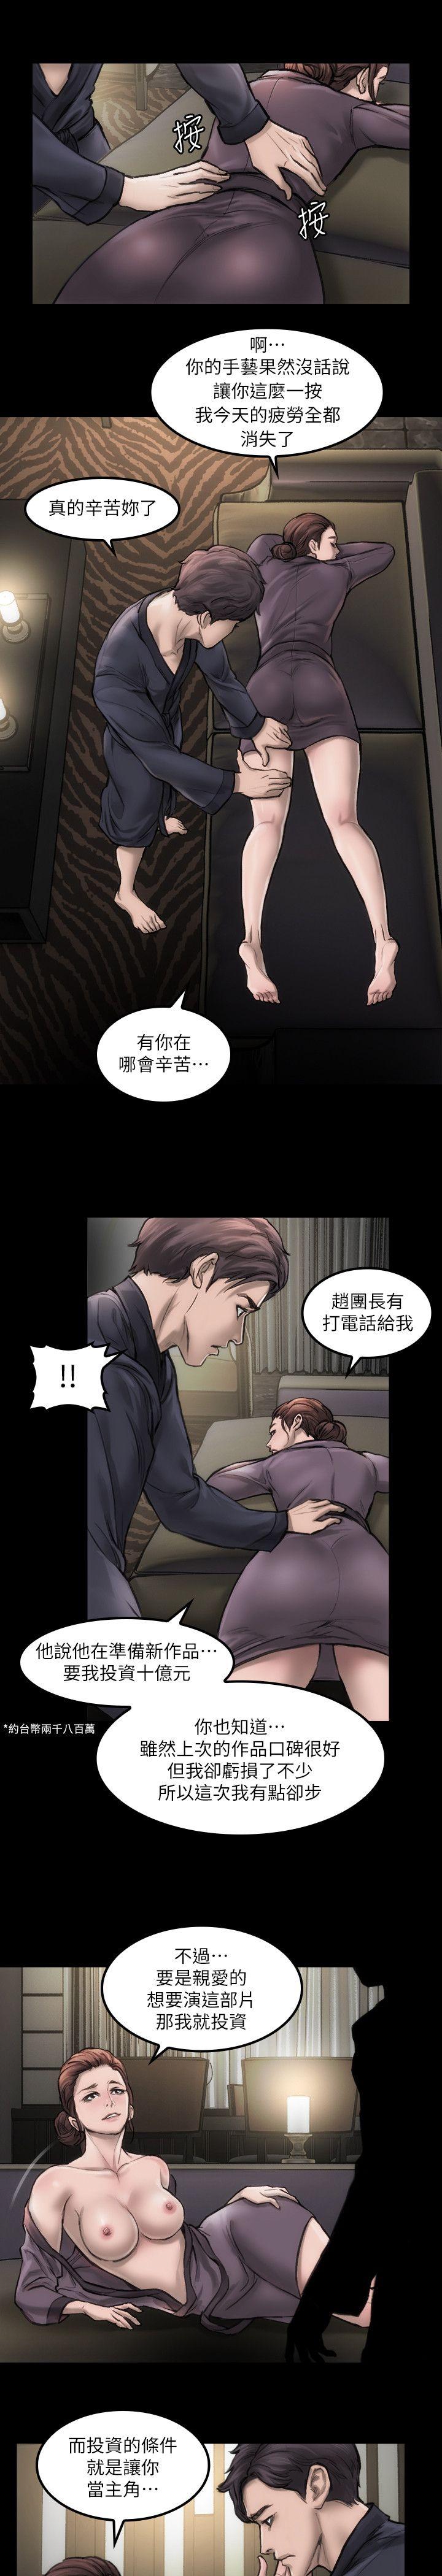 按
按
啊…
你的手藝果然沒話說
讓你這麼一按
我今天的疲勞全都
消失了
真的辛苦妳了
有你在
哪會辛苦…
趙團長有
打電話給我
!!
他說他在準備新作品…
要我投資十億元
*約台幣兩千八百萬
你也知道…
雖然上次的作品口碑很好
但我卻虧損了不少
所以這次我有點卻步
不過…
要是親愛的
想要演這部片
那我就投資
而投資的條件
就是讓你
當主角…